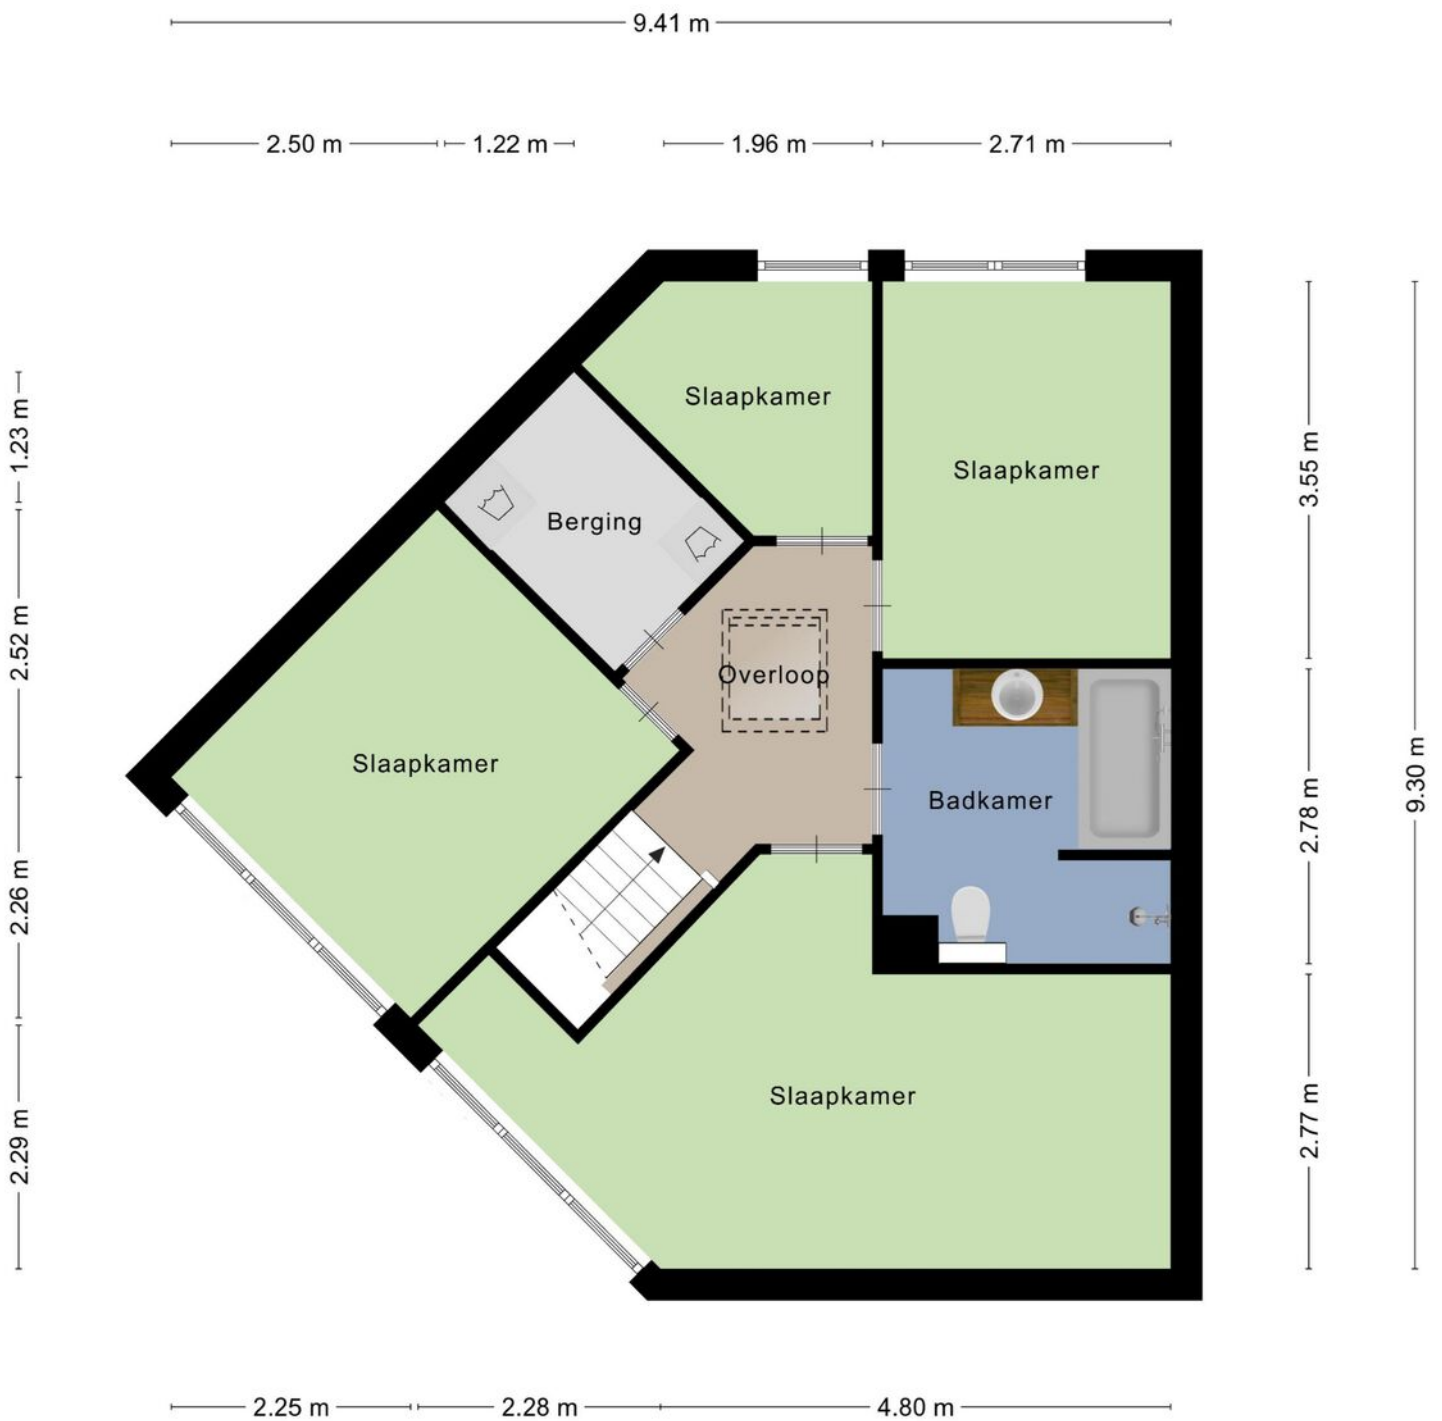 9.41 m
2.50 m
1.22 m
1.96 m
2.71 m
1.23 m
2.52 m
2.26 m
2.29 m
Slaapkamer
Slaapkamer
Berging
Overloop
Slaapkamer
Badkamer
Slaapkamer
3.55 m
2.78 m
2.77 m
9.30 m
2.25 m
2.28 m
4.80 m